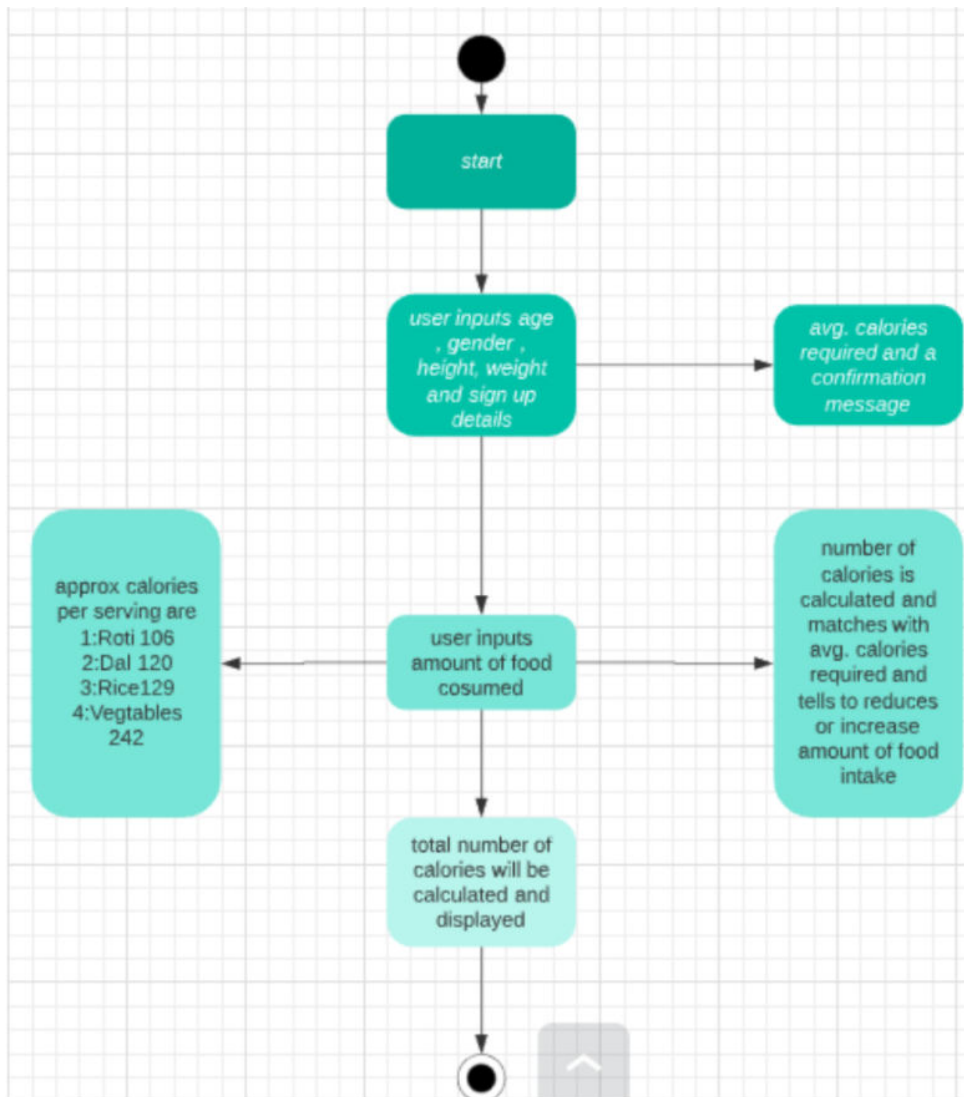 start
user inputs age
, gender ,
height, weight
and sign up
details
avg. calories
required and a
confirmation
message
approx calories
per serving are
1:Roti 106
2:Dal 120
3:Rice129
4:Vegtables
242
user inputs
amount of food
cosumed
number of
calories is
calculated and
matches with
avg. calories
required and
tells to reduces
or increase
amount of food
intake
total number of
calories will be
calculated and
displayed